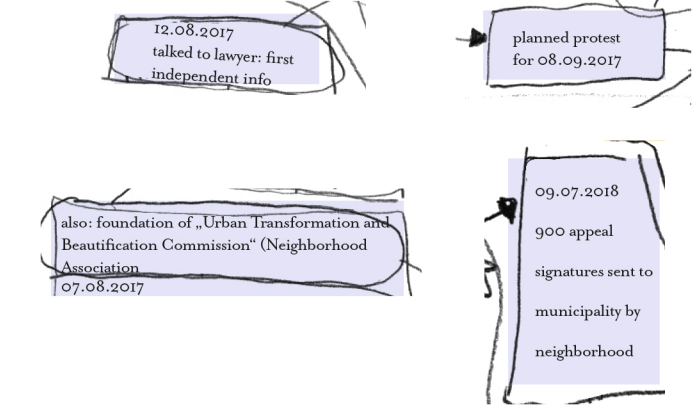 12.08.2017
talked to lawyer: first
independent info
planned protest
for 08.09.2017
also: foundation of „Urban Transformation and
Beautification Commission“ (Neighborhood
Association
07.08.2017
09.07.2018
900 appeal
signatures sent to
municipality by
neighborhood